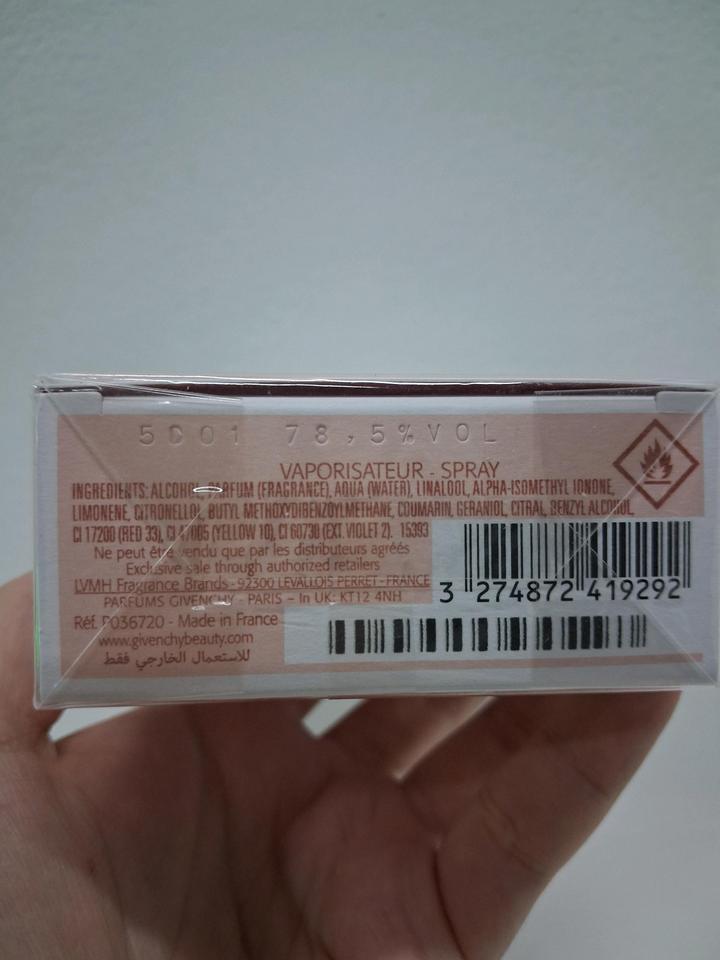 5D01 78,5%VOL
VAPORISATEUR - SPRAY
INGREDIENTS: ALCOHOL, PARFUM (FRAGRANCE), AQUA (WATER), LINALOOL, ALPHA-ISOMETHYL IONONE,
LIMONENE, CITRONELLOL, BUTYL METHOXYDIBENZOYLMETHANE, COUMARIN, GERANIOL, CITRAL, BENZYL ALCOHOL,
CI 17200 (RED 33), CI 47005 (YELLOW 10), CI 60730 (EXT. VIOLET 2). 15393
Ne peut être vendu que par les distributeurs agréés
Exclusive sale through authorized retailers
LVMH Fragrance Brands - 92300 LEVALLOIS PERRET - FRANCE
PARFUMS GIVENCHY - PARIS – In UK: KT12 4NH
Réf. P036720 - Made in France
www.givenchybeauty.com
للاستعمال الخارجي فقط
3 274872 419292